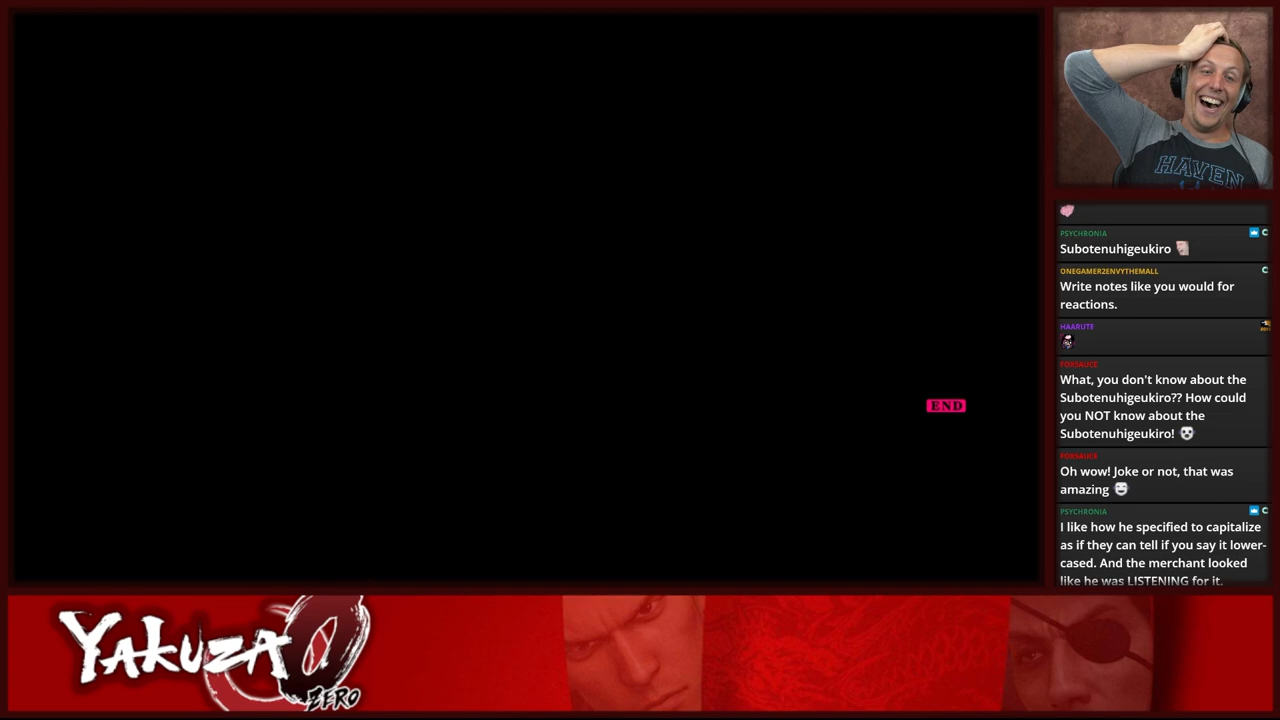 HAVEN
PSYCHRONIA
Subotenuhigeukiro
ONEGAMER2ENVYTHEMALL
Write notes like you would for
reactions.
HAARUTE
FOXSAUCE
What, you don't know about the
Subotenuhigeukiro?? How could
you NOT know about the
Subotenuhigeukiro!
END
FOXSAUCE
Oh wow! Joke or not, that was
amazing
PSYCHRONIA
I like how he specified to capitalize
as if they can tell if you say it lower-
cased. And the merchant looked
like he was LISTENING for it.
YAKUZA 0
ZERO